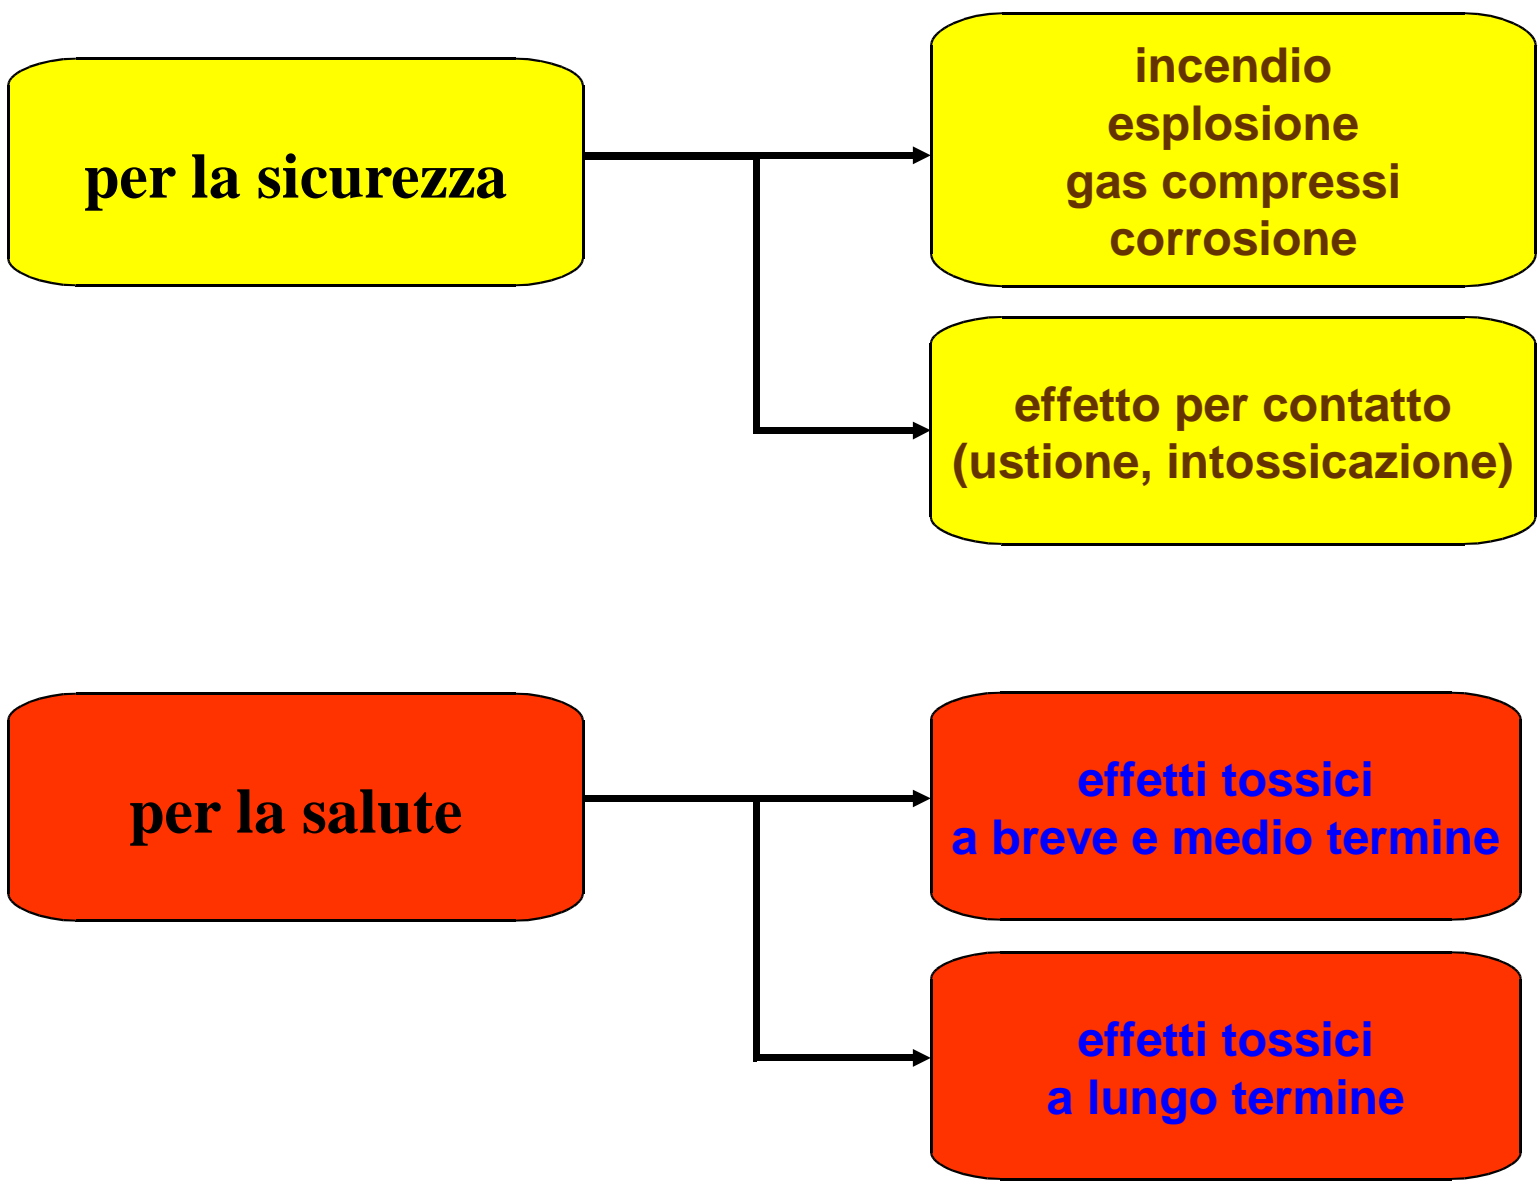 per la sicurezza
incendio
esplosione
gas compressi
corrosione
effetto per contatto
(ustione, intossicazione)
per la salute
effetti tossici
a breve e medio termine
effetti tossici
a lungo termine